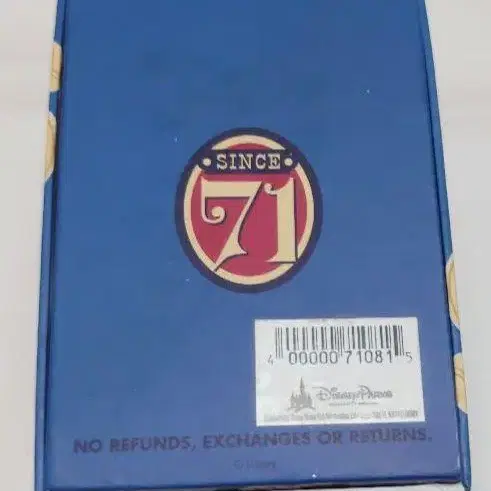 • SINCE •
71
4 00000 71081 5
Disney Parks
NO REFUNDS, EXCHANGES OR RETURNS.
© Disney